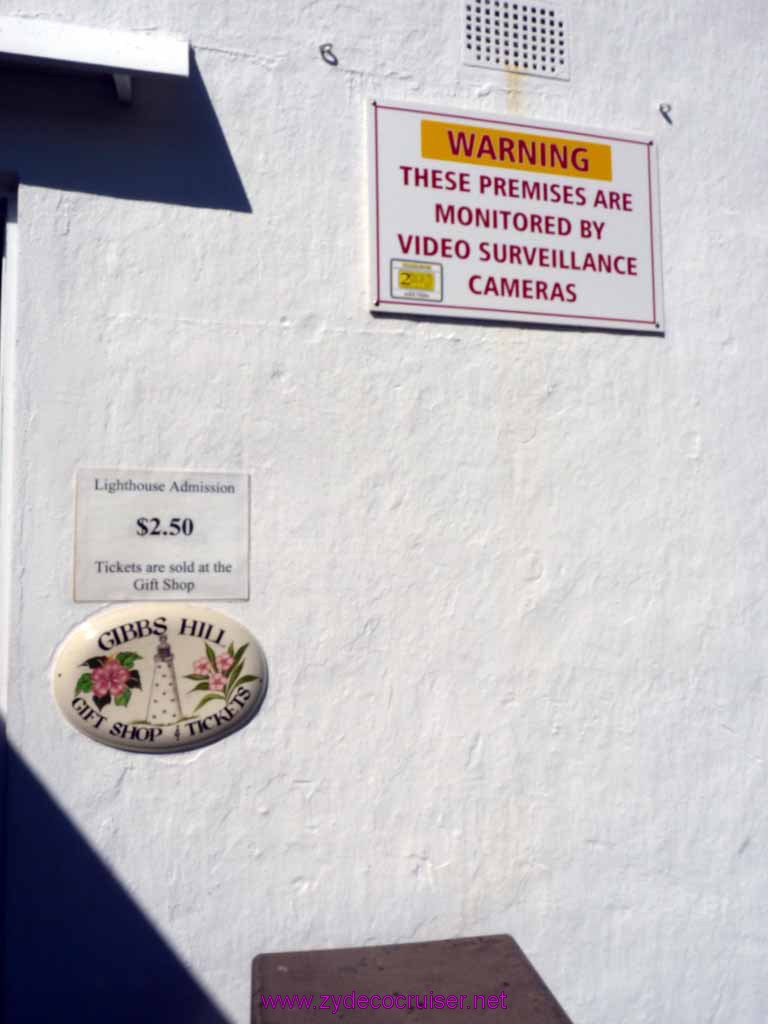 WARNING
THESE PREMISES ARE
MONITORED BY
VIDEO SURVEILLANCE
CAMERAS
Lighthouse Admission
$2.50
Tickets are sold at the
Gift Shop
GIBBS HILL
GIFT SHOP & TICKETS
www.zydecocruiser.net